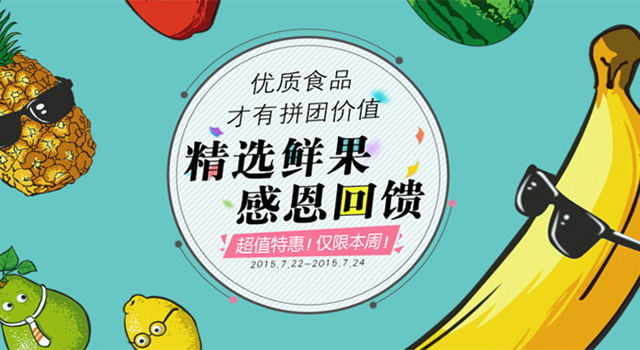 优质食品
才有拼团价值
精选鲜果
感恩回馈
超值特惠！仅限本周！
2015.7.22-2015.7.24